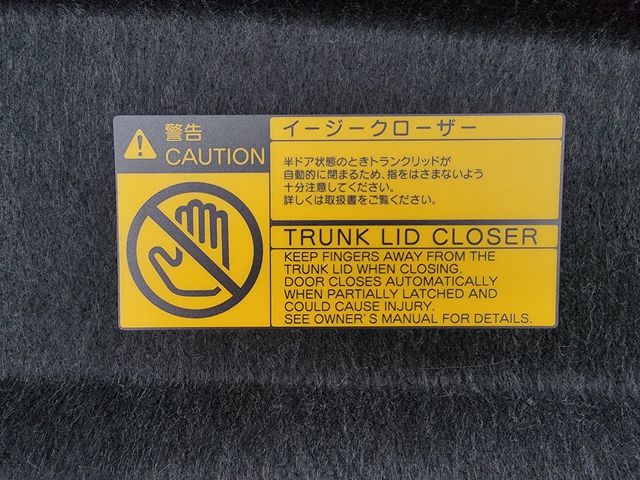 警告
CAUTION
イージークローザー
半ドア状態のときトランクリッドが
自動的に閉まるため、指をはさまないよう
十分注意してください。
詳しくは取扱書をご覧ください。
TRUNK LID CLOSER
KEEP FINGERS AWAY FROM THE
TRUNK LID WHEN CLOSING.
DOOR CLOSES AUTOMATICALLY
WHEN PARTIALLY LATCHED AND
COULD CAUSE INJURY.
SEE OWNER'S MANUAL FOR DETAILS.